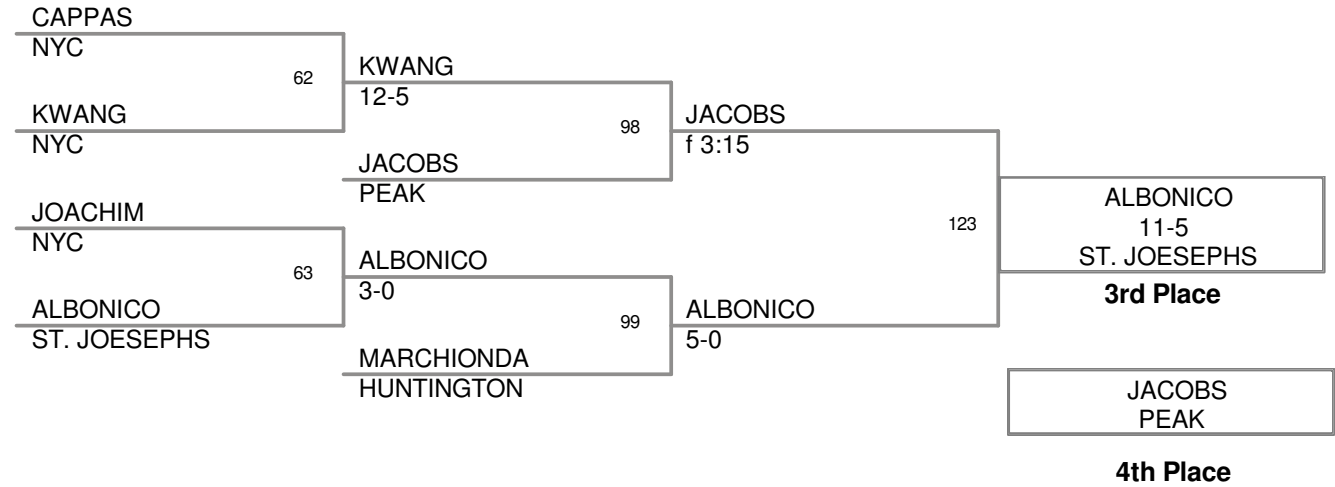 CAPPAS
NYC
62
KWANG
12-5
KWANG
NYC
98
JACOBS
f 3:15
JACOBS
PEAK
JOACHIM
NYC
123
ALBONICO
11-5
ST. JOESEPHS
3rd Place
63
ALBONICO
3-0
ALBONICO
ST. JOESEPHS
99
ALBONICO
5-0
MARCHIONDA
HUNTINGTON
JACOBS
PEAK
4th Place